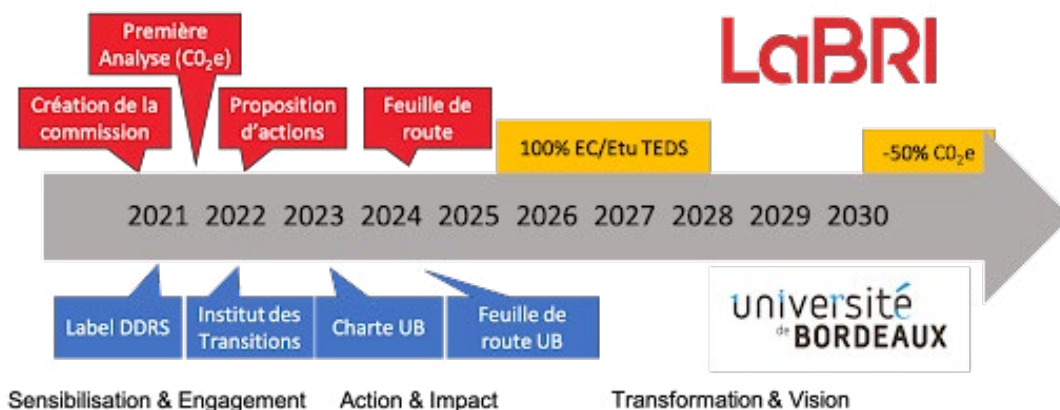 Première
Analyse (CO₂e)
LaBRI
Création de la
commission
Proposition
d'actions
Feuille de
route
100% EC/Etu TEDS
-50% CO₂e
2021 2022 2023 2024 2025 2026 2027 2028 2029 2030
Label DDRS
Institut des
Transitions
Charte UB
Feuille de
route UB
université
de BORDEAUX
Sensibilisation & Engagement Action & Impact Transformation & Vision